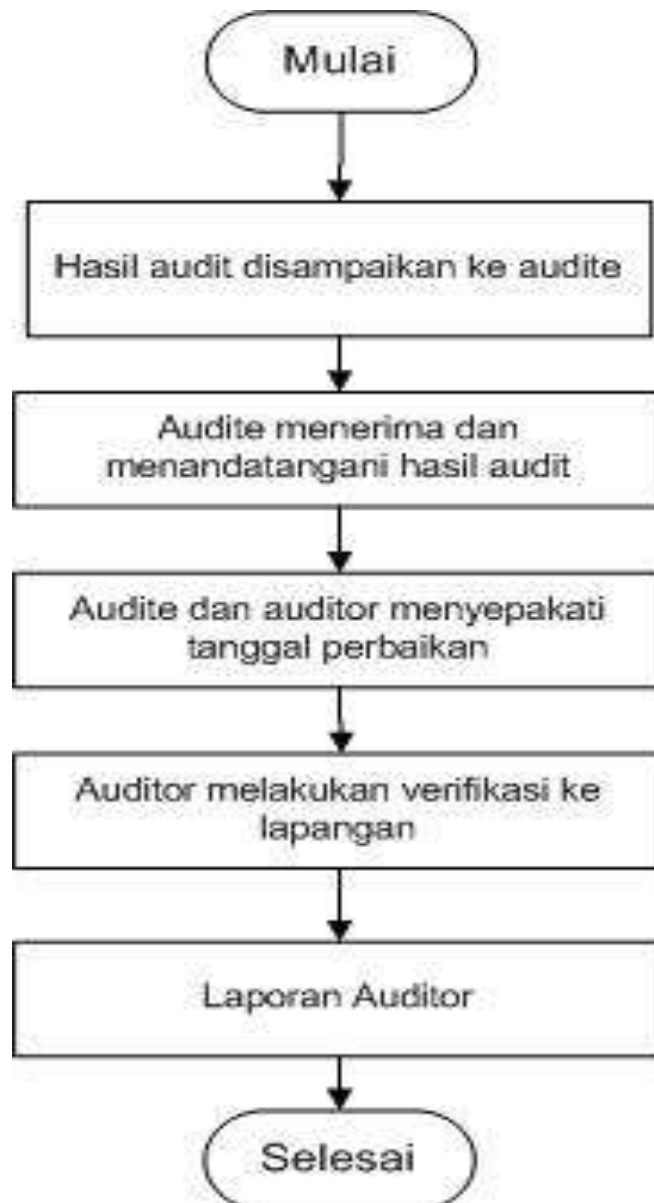 Mulai
Hasil audit disampaikan ke audite
Audite menerima dan
menandatangani hasil audit
Audite dan auditor menyepakati
tanggal perbaikan
Auditor melakukan verifikasi ke
lapangan
Laporan Auditor
Selesai